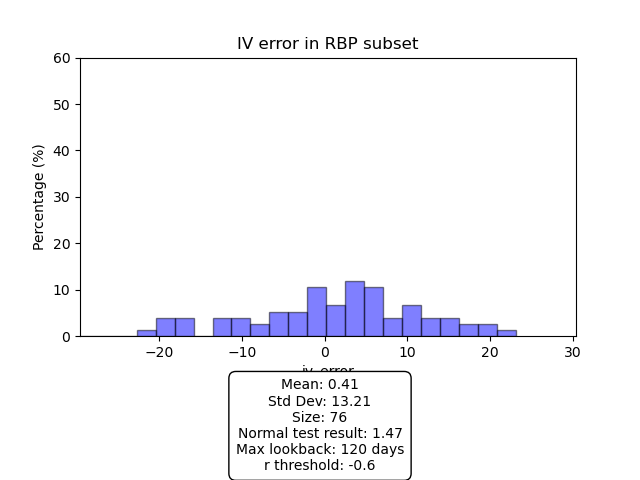 IV error in RBP subset
60
50
40
30
20
10
0
Percentage (%)
−20
−10
0
10
20
30
iv_error
Mean: 0.41
Std Dev: 13.21
Size: 76
Normal test result: 1.47
Max lookback: 120 days
r threshold: -0.6